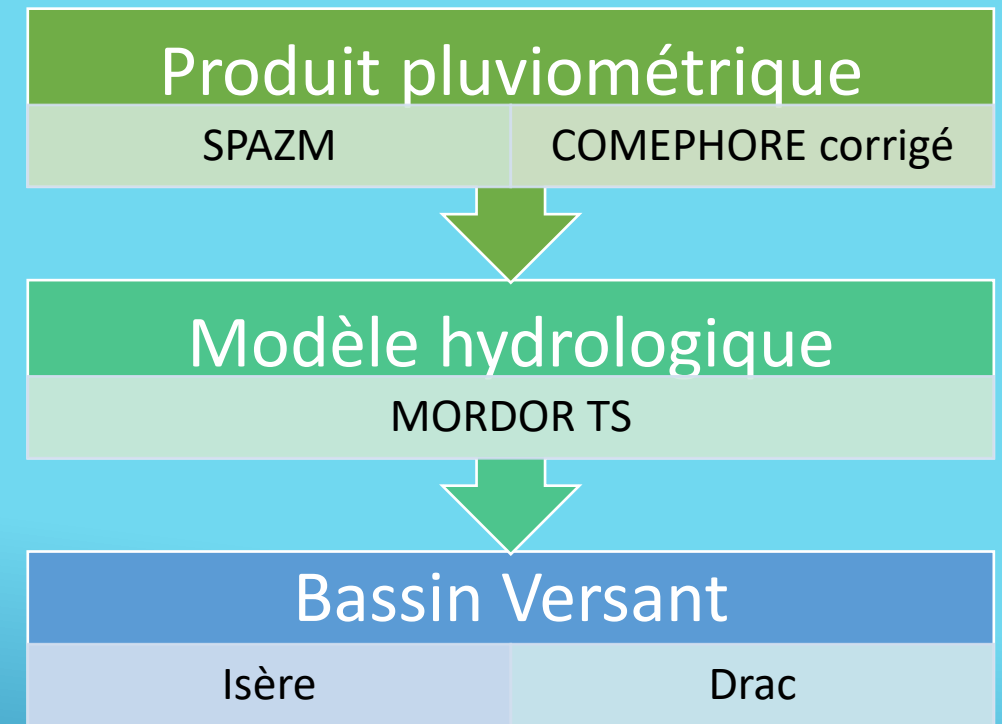 Produit pluviométrique
SPAZM
COMEPHORE corrigé
Modèle hydrologique
MORDOR TS
Bassin Versant
Isère
Drac